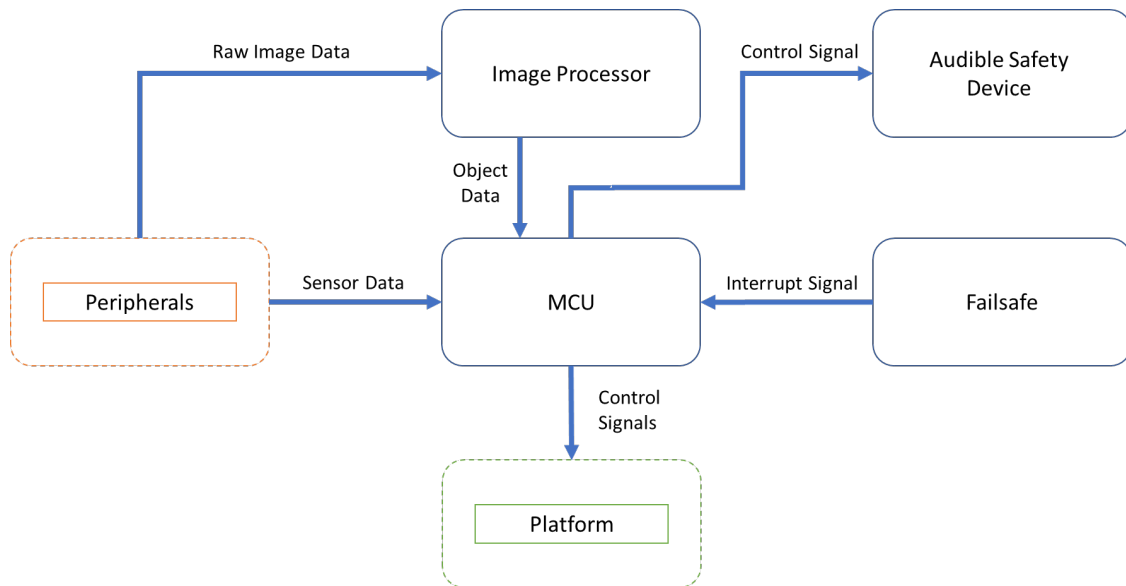 Raw Image Data
Image Processor
Control Signal
Audible Safety
Device
Object
Data
Peripherals
Sensor Data
MCU
Interrupt Signal
Failsafe
Control
Signals
Platform